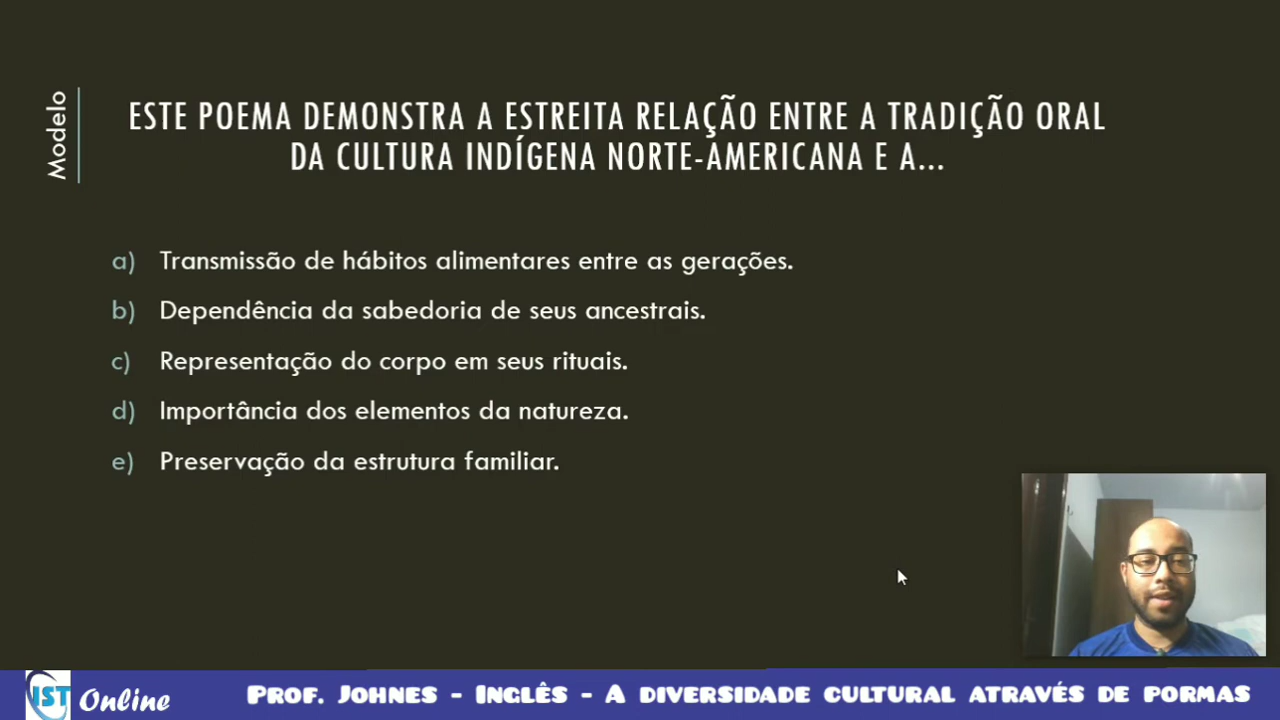 Modelo
ESTE POEMA DEMONSTRA A ESTREITA RELAÇÃO ENTRE A TRADIÇÃO ORAL
DA CULTURA INDÍGENA NORTE-AMERICANA E A...
a) Transmissão de hábitos alimentares entre as gerações.
b) Dependência da sabedoria de seus ancestrais.
c) Representação do corpo em seus rituais.
d) Importância dos elementos da natureza.
e) Preservação da estrutura familiar.
IST Online Prof. Johnes - Inglês - A diversidade cultural através de pormas